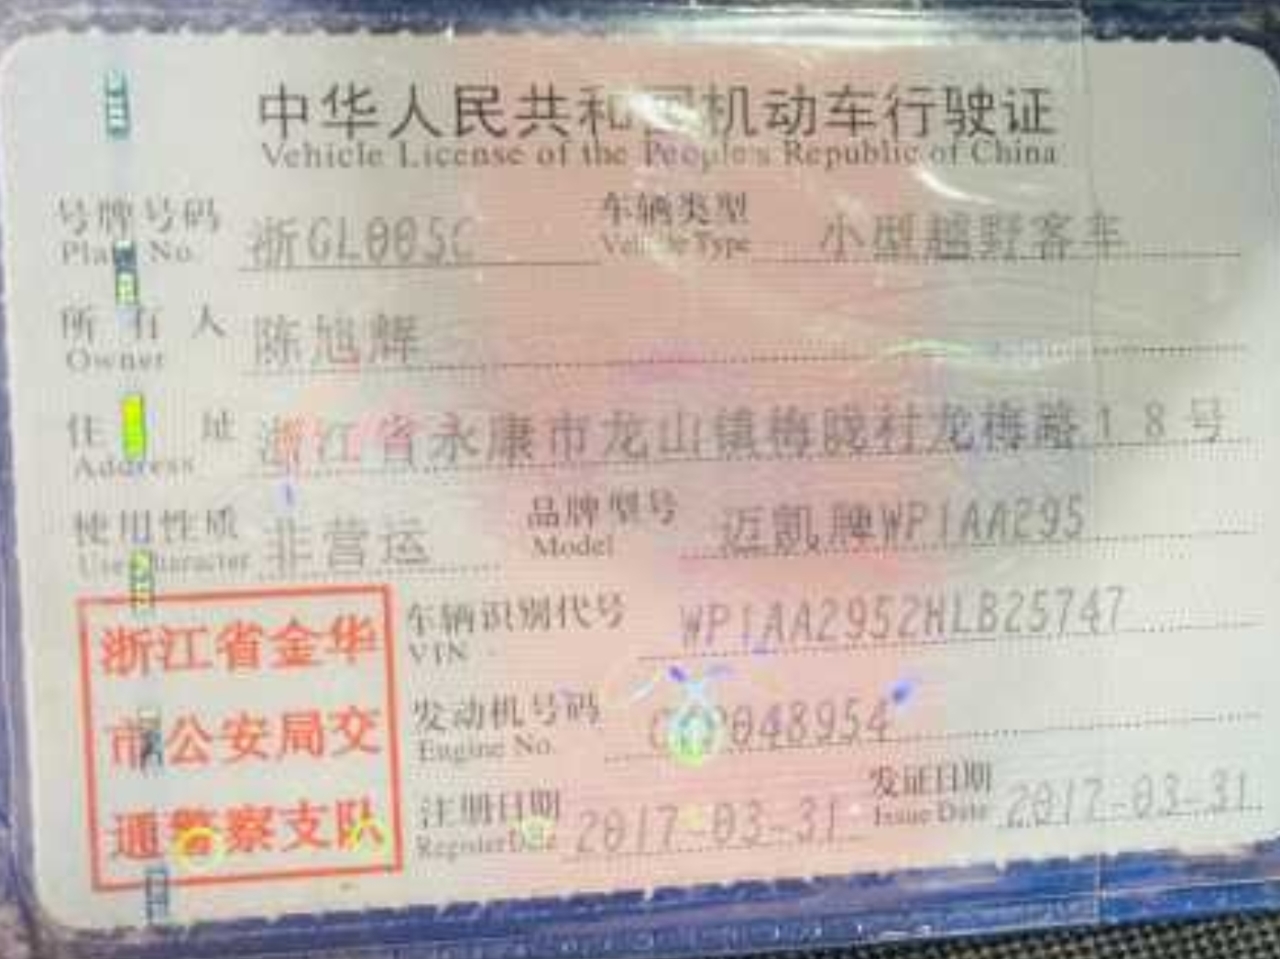 中华人民共和国机动车行驶证
Vehicle License of the People's Republic of China
号牌号码 浙GL005C 车辆类型 小型越野客车
Plate No. Vehicle Type
所有人 陈旭辉
Owner
住址 浙江省永康市龙山镇梅陇村龙梅路18号
Address
使用性质 非营运 品牌型号 迈凯牌WP1AA295
Use Character Model
车辆识别代号 WP1AA2952HLB25747
VIN
发动机号码 048954
Engine No.
注册日期 2017-03-31 发证日期 2017-03-31
Register Date Issue Date
浙江省金华
市公安局交
通警察支队